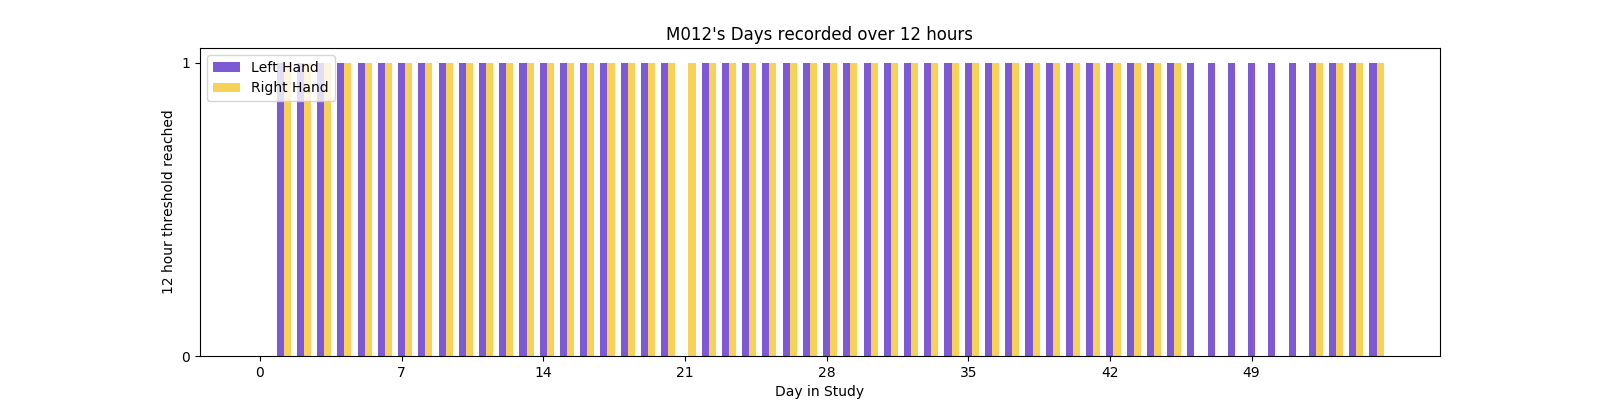 M012's Days recorded over 12 hours
Left Hand
Right Hand
12 hour threshold reached
1
0
0 7 14 21 28 35 42 49
Day in Study